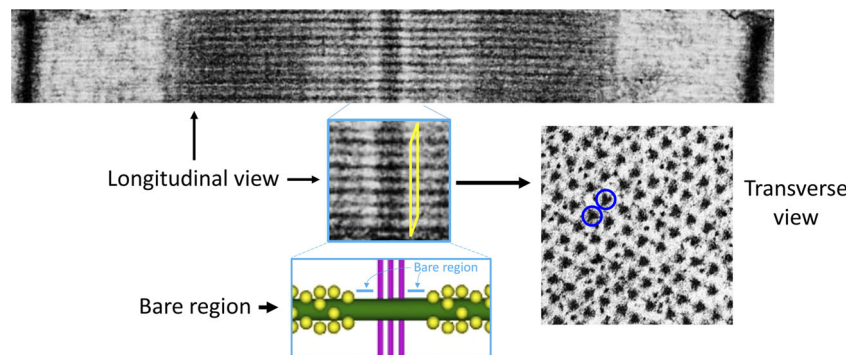 Longitudinal view
Transverse
view
Bare region
Bare region